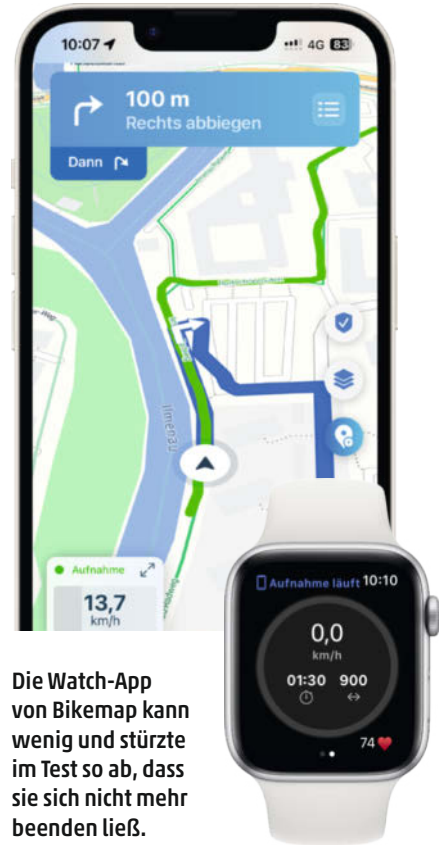 10:07
4G 83
100 m
Rechts abbiegen
Dann
Ilmenau
Aufnahme
13,7
km/h
Aufnahme läuft 10:10
0,0
km/h
01:30 900
74
Die Watch-App
von Bikemap kann
wenig und stürzte
im Test so ab, dass
sie sich nicht mehr
beenden ließ.